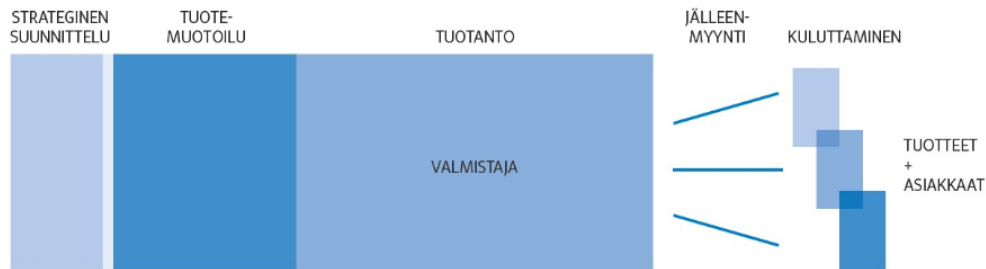 STRATEGINEN
SUUNNITTELU
TUOTE-
MUOTOILU
TUOTANTO
JÄLLEEN-
MYYNTI
KULUTTAMINEN
VALMISTAJA
TUOTTEET
+
ASIAKKAAT